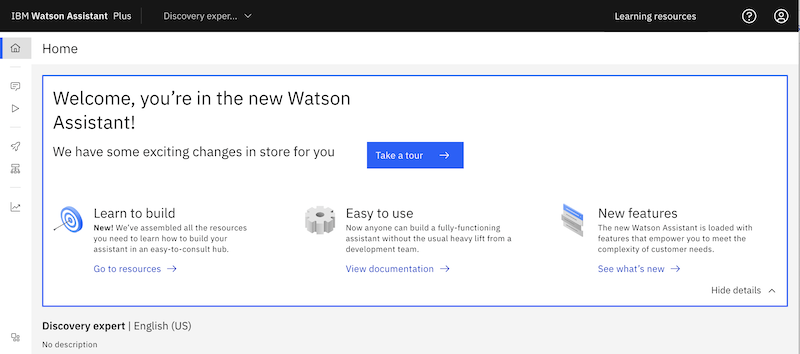 IBM Watson Assistant Plus
Discovery exper...
Learning resources
Home
Welcome, you're in the new Watson
Assistant!
We have some exciting changes in store for you
Take a tour
Learn to build
New! We've assembled all the resources
you need to learn how to build your
assistant in an easy-to-consult hub.
Go to resources
Easy to use
Now anyone can build a fully-functioning
assistant without the usual heavy lift from a
development team.
View documentation
New features
The new Watson Assistant is loaded with
features that empower you to meet the
complexity of customer needs.
See what's new
Hide details
Discovery expert | English (US)
No description